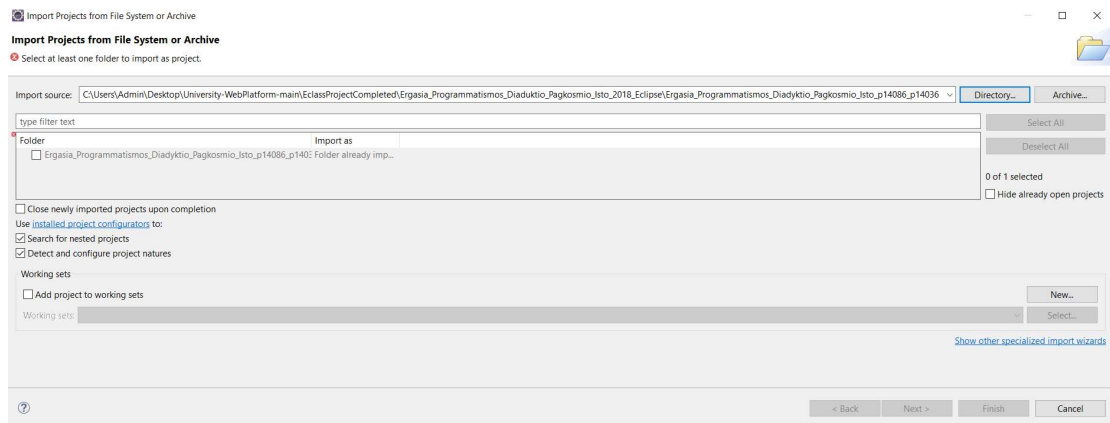 Import Projects from File System or Archive
Import Projects from File System or Archive
Select at least one folder to import as project.
Import source: C:\Users\Admin\Desktop\University-WebPlatform-main\EclassProjectCompleted\Ergasia_Programmatismos_Diaduktio_Pagkosmio_Isto_2018_Eclipse\Ergasia_Programmatismos_Diadyktio_Pagkosmio_Isto_p14086_p14036 Directory... Archive...
type filter text Select All
Folder Import as
Deselect All
Ergasia_Programmatismos_Diadyktio_Pagkosmio_Isto_p14086_p1403 Folder already imp...
0 of 1 selected
Hide already open projects
Close newly imported projects upon completion
Use installed project configurators to:
Search for nested projects
Detect and configure project natures
Working sets
Add project to working sets New...
Working sets: Select...
Show other specialized import wizards
? < Back Next > Finish Cancel